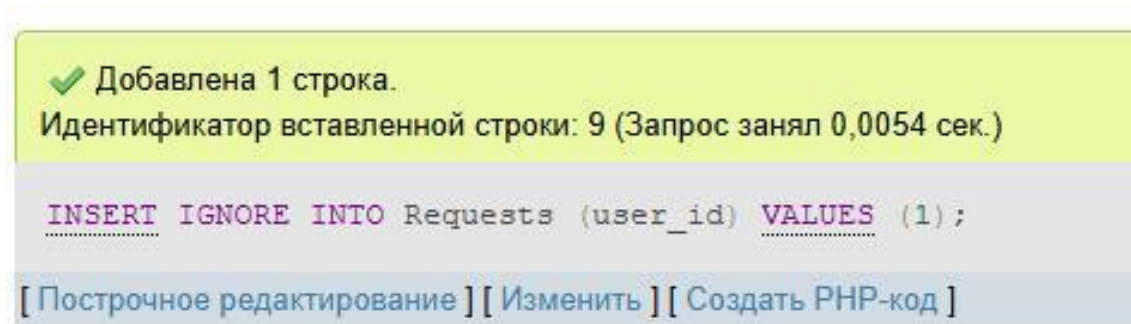 Добавлена 1 строка.
Идентификатор вставленной строки: 9 (Запрос занял 0,0054 сек.)
INSERT IGNORE INTO Requests (user_id) VALUES (1);
[ Построчное редактирование ] [ Изменить ] [ Создать PHP-код ]